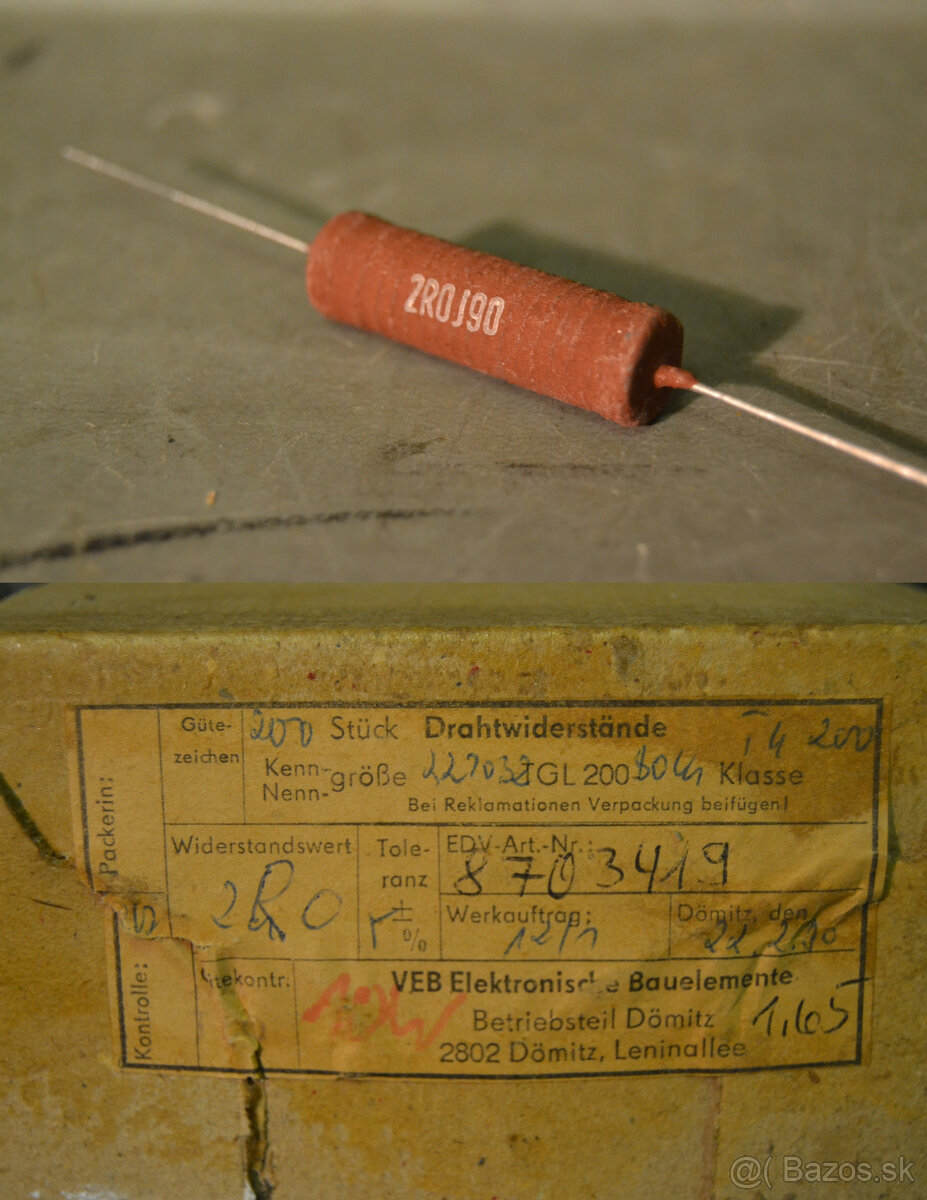 2R0J90
Güte-
zeichen
200 Stück Drahtwiderstände
Kenn-
Nenn- größe TGL 200 Klasse
Bei Reklamationen Verpackung beifügen!
Packerin:
Widerstandswert
2R0
Tole-
ranz
±
%
EDV-Art.-Nr.:
8703419
Werkauftrag:
Dömitz, den
Kontrolle:
10W
VEB Elektronische Bauelemente
Betriebsteil Dömitz 1,65
2802 Dömitz, Leninallee
@( Bazos.sk